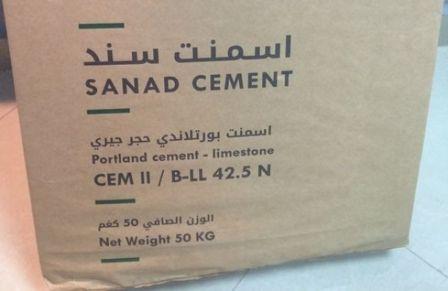 اسمنت سند
SANAD CEMENT
اسمنت بورتلاندي حجر جيري
Portland cement - limestone
CEM II / B-LL 42.5 N
الوزن الصافي 50 كغم
Net Weight 50 KG